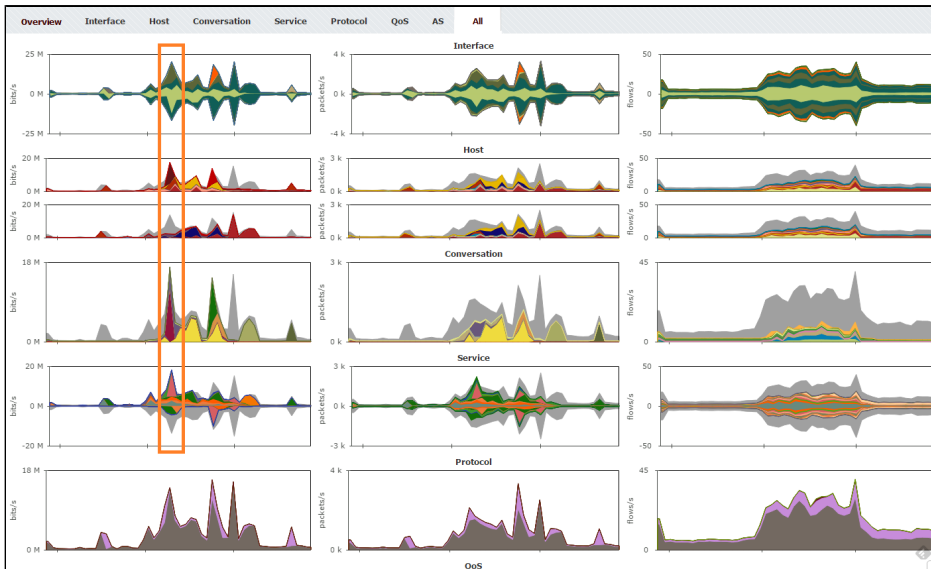 Overview Interface Host Conversation Service Protocol QoS AS All
Interface
25 M 4 k 50
bits/s packets/s flows/s
0 M 0 k 0
-25 M -4 k -50
Host
20 M 3 k 50
bits/s packets/s flows/s
0 M 0 k 0
20 M 3 k 50
bits/s packets/s flows/s
0 M 0 k 0
Conversation
18 M 3 k 45
bits/s packets/s flows/s
0 M 0 k 0
Service
20 M 3 k 50
bits/s packets/s flows/s
0 M 0 k 0
-20 M -3 k -50
Protocol
18 M 4 k 45
bits/s packets/s flows/s
0 M 0 k 0
QoS